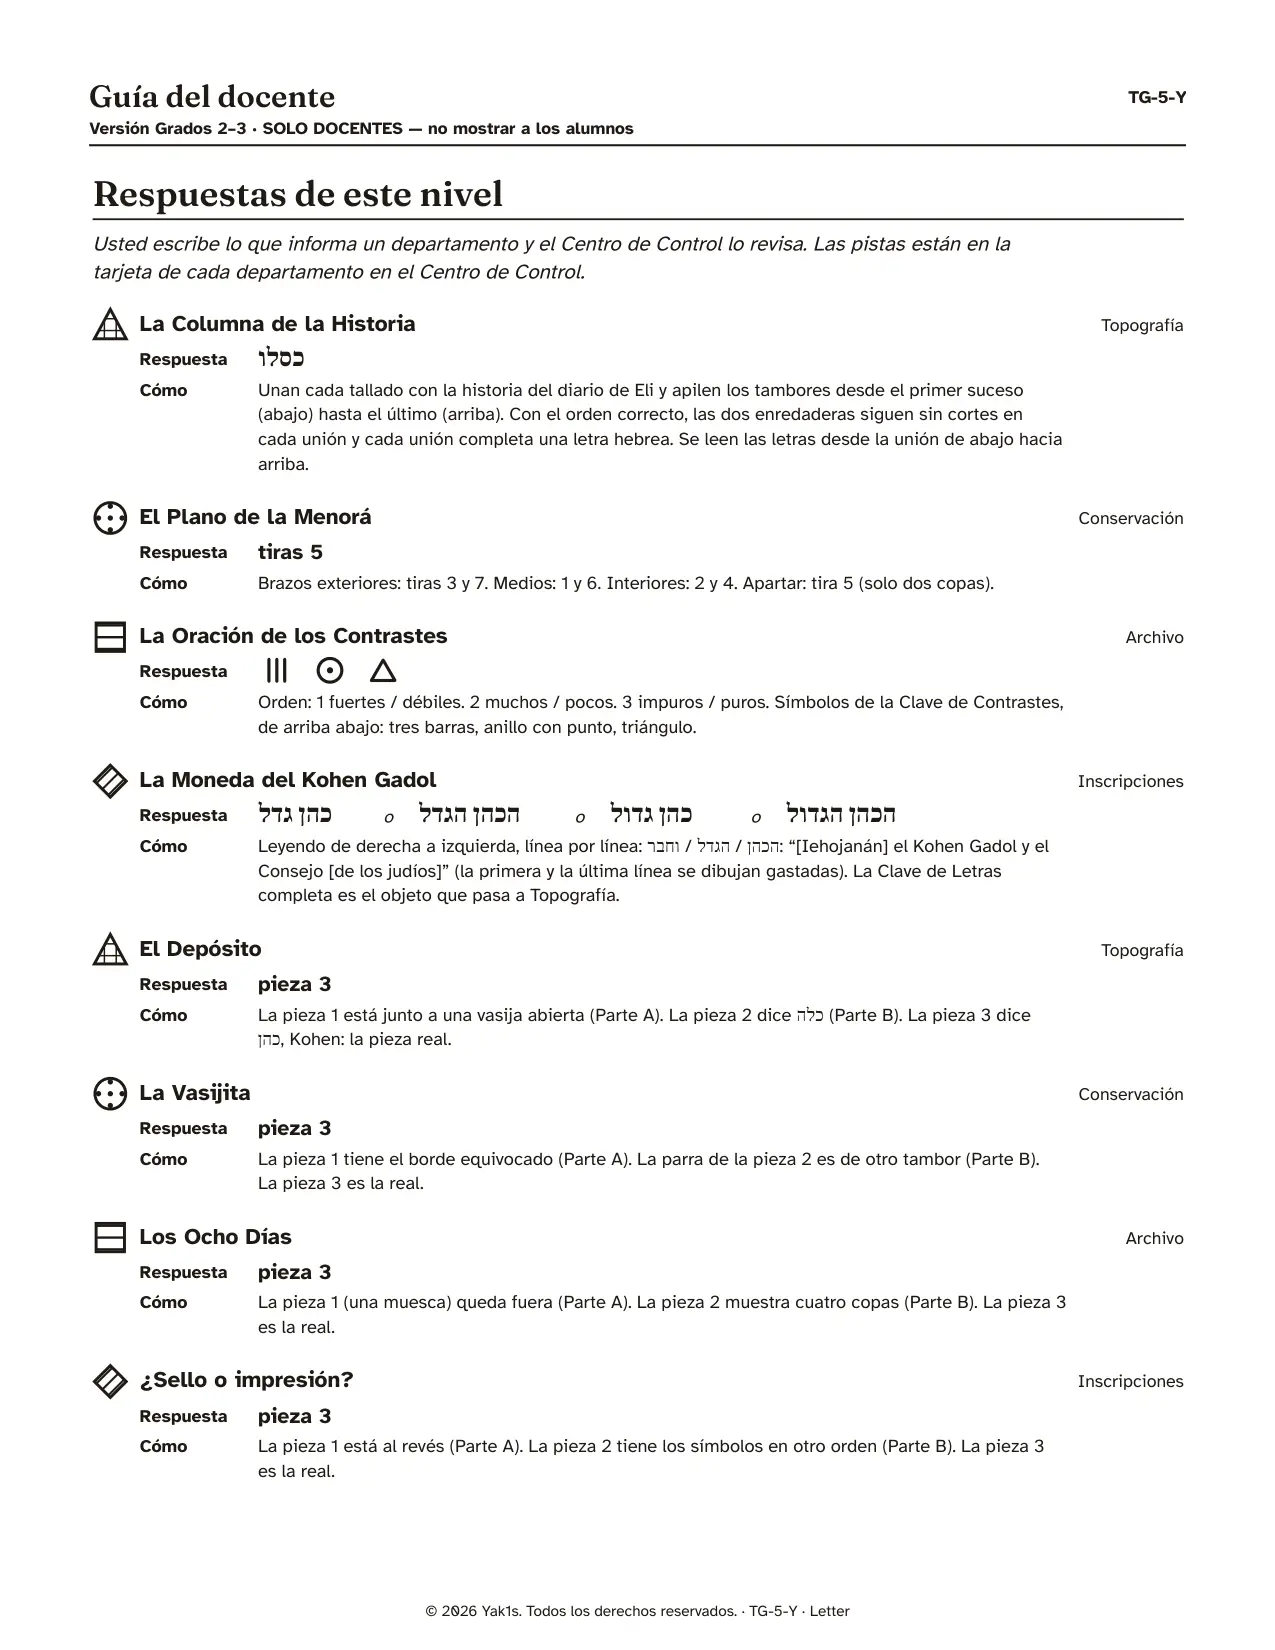 Guía del docente
TG-5-Y
Versión Grados 2–3 · SOLO DOCENTES — no mostrar a los alumnos
Respuestas de este nivel
Usted escribe lo que informa un departamento y el Centro de Control lo revisa. Las pistas están en la
tarjeta de cada departamento en el Centro de Control.
La Columna de la Historia
Topografía
Respuesta כסלו
Cómo Unan cada tallado con la historia del diario de Eli y apilen los tambores desde el primer suceso
(abajo) hasta el último (arriba). Con el orden correcto, las dos enredaderas siguen sin cortes en
cada unión y cada unión completa una letra hebrea. Se leen las letras desde la unión de abajo hacia
arriba.
El Plano de la Menorá
Conservación
Respuesta tiras 5
Cómo Brazos exteriores: tiras 3 y 7. Medios: 1 y 6. Interiores: 2 y 4. Apartar: tira 5 (solo dos copas).
La Oración de los Contrastes
Archivo
Respuesta
Cómo Orden: 1 fuertes / débiles. 2 muchos / pocos. 3 impuros / puros. Símbolos de la Clave de Contrastes,
de arriba abajo: tres barras, anillo con punto, triángulo.
La Moneda del Kohen Gadol
Inscripciones
Respuesta כהן גדל o הכהן הגדל o כהן גדול o הכהן הגדול
Cómo Leyendo de derecha a izquierda, línea por línea: הכהן / הגדל / וחבר: “[Iehojanán] el Kohen Gadol y el
Consejo [de los judíos]” (la primera y la última línea se dibujan gastadas). La Clave de Letras
completa es el objeto que pasa a Topografía.
El Depósito
Topografía
Respuesta pieza 3
Cómo La pieza 1 está junto a una vasija abierta (Parte A). La pieza 2 dice כלה (Parte B). La pieza 3 dice
כהן, Kohen: la pieza real.
La Vasijita
Conservación
Respuesta pieza 3
Cómo La pieza 1 tiene el borde equivocado (Parte A). La parra de la pieza 2 es de otro tambor (Parte B).
La pieza 3 es la real.
Los Ocho Días
Archivo
Respuesta pieza 3
Cómo La pieza 1 (una muesca) queda fuera (Parte A). La pieza 2 muestra cuatro copas (Parte B). La pieza 3
es la real.
¿Sello o impresión?
Inscripciones
Respuesta pieza 3
Cómo La pieza 1 está al revés (Parte A). La pieza 2 tiene los símbolos en otro orden (Parte B). La pieza 3
es la real.
© 2026 Yak1s. Todos los derechos reservados. · TG-5-Y · Letter